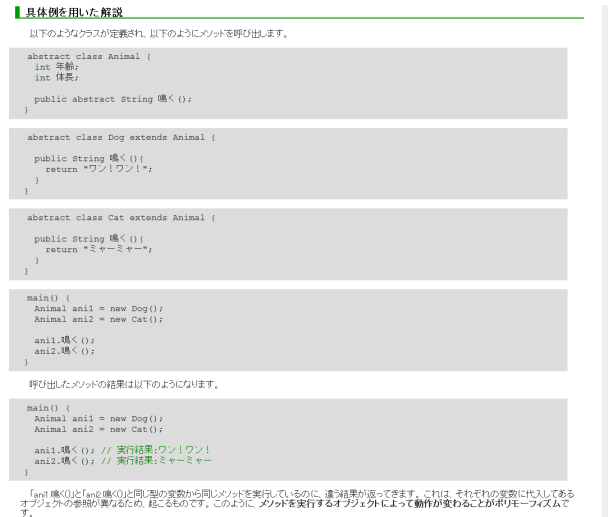 具体例を用いた解説
以下のようなクラスが定義され、以下のようにメソッドを呼び出します。
abstract class Animal {
int 年齢;
int 体長;
public abstract String 鳴く();
}
abstract class Dog extends Animal {
public String 鳴く(){
return "ワン！ワン！";
}
}
abstract class Cat extends Animal {
public String 鳴く(){
return "ミャーミャー";
}
}
main() {
Animal ani1 = new Dog();
Animal ani2 = new Cat();
ani1.鳴く();
ani2.鳴く();
}
呼び出したメソッドの結果は以下のようになります。
main() {
Animal ani1 = new Dog();
Animal ani2 = new Cat();
ani1.鳴く(); // 実行結果:ワン！ワン！
ani2.鳴く(); // 実行結果:ミャーミャー
}
「ani1 鳴く()」と「ani2 鳴く()」と同じ型の変数から同じメソッドを実行しているのに、違う結果が返ってきます。これは、それぞれの変数に代入してある
オブジェクトの参照が異なるため、起こるものです。このように、メソッドを実行するオブジェクトによって動作が変わることがポリモーフィズムで
す。